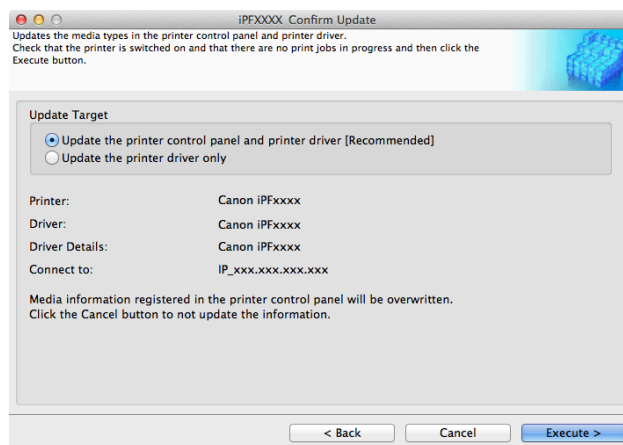 iPFXXXX Confirm Update
Updates the media types in the printer control panel and printer driver.
Check that the printer is switched on and that there are no print jobs in progress and then click the
Execute button.
Update Target
Update the printer control panel and printer driver [Recommended]
Update the printer driver only
Printer: Canon iPFxxxx
Driver: Canon iPFxxxx
Driver Details: Canon iPFxxxx
Connect to: IP_xxx.xxx.xxx.xxx
Media information registered in the printer control panel will be overwritten.
Click the Cancel button to not update the information.
< Back Cancel Execute >